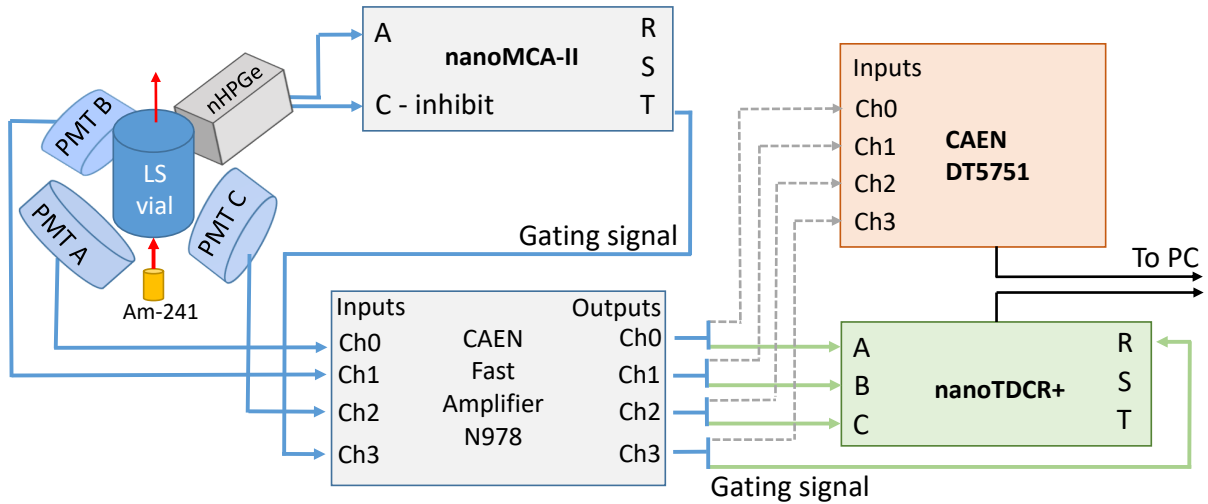 PMT B
nHPGe
LS
vial
PMT A
PMT C
Am-241
A
nanoMCA-II
R
S
C - inhibit
T
Gating signal
Inputs
Ch0
Ch1
Ch2
Ch3
CAEN
DT5751
To PC
Inputs
Outputs
Ch0
Ch1
Ch2
Ch3
CAEN
Fast
Amplifier
N978
Ch0
Ch1
Ch2
Ch3
A
B
C
nanoTDCR+
R
S
T
Gating signal